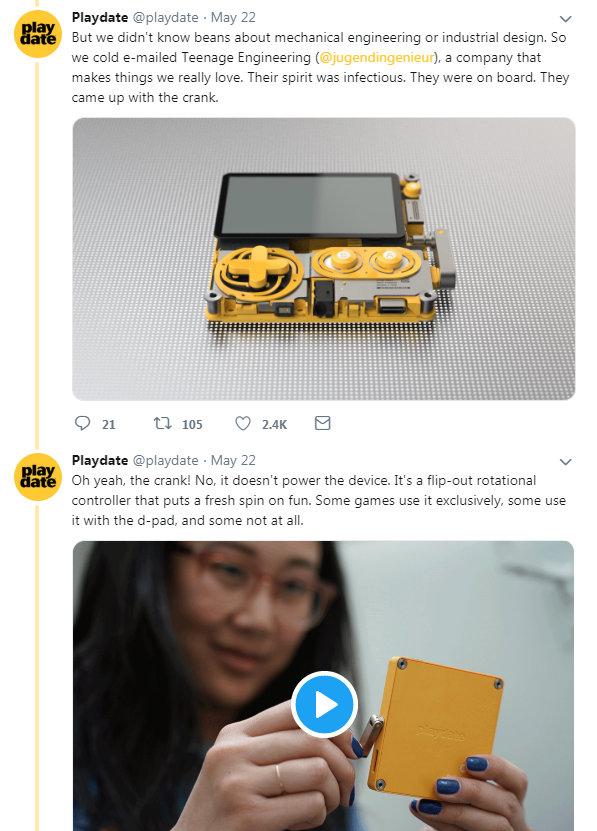 play
date
Playdate @playdate · May 22
But we didn't know beans about mechanical engineering or industrial design. So
we cold e-mailed Teenage Engineering (@jugendingenieur), a company that
makes things we really love. Their spirit was infectious. They were on board. They
came up with the crank.
B
A
21
105
2.4K
play
date
Playdate @playdate · May 22
Oh yeah, the crank! No, it doesn't power the device. It's a flip-out rotational
controller that puts a fresh spin on fun. Some games use it exclusively, some use
it with the d-pad, and some not at all.
playdate